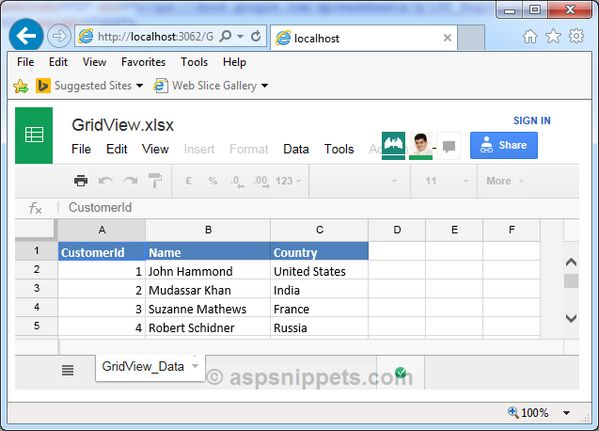 http://localhost:3062/G
localhost
File Edit View Favorites Tools Help
Suggested Sites
Web Slice Gallery
SIGN IN
GridView.xlsx
File Edit View Insert Format Data Tools
Share
£ % .0 .00 123
11
More
fx CustomerId
A B C D E F
1 CustomerId Name Country
2 1 John Hammond United States
3 2 Mudassar Khan India
4 3 Suzanne Mathews France
5 4 Robert Schidner Russia
GridView_Data
© aspsnippets.com
100%